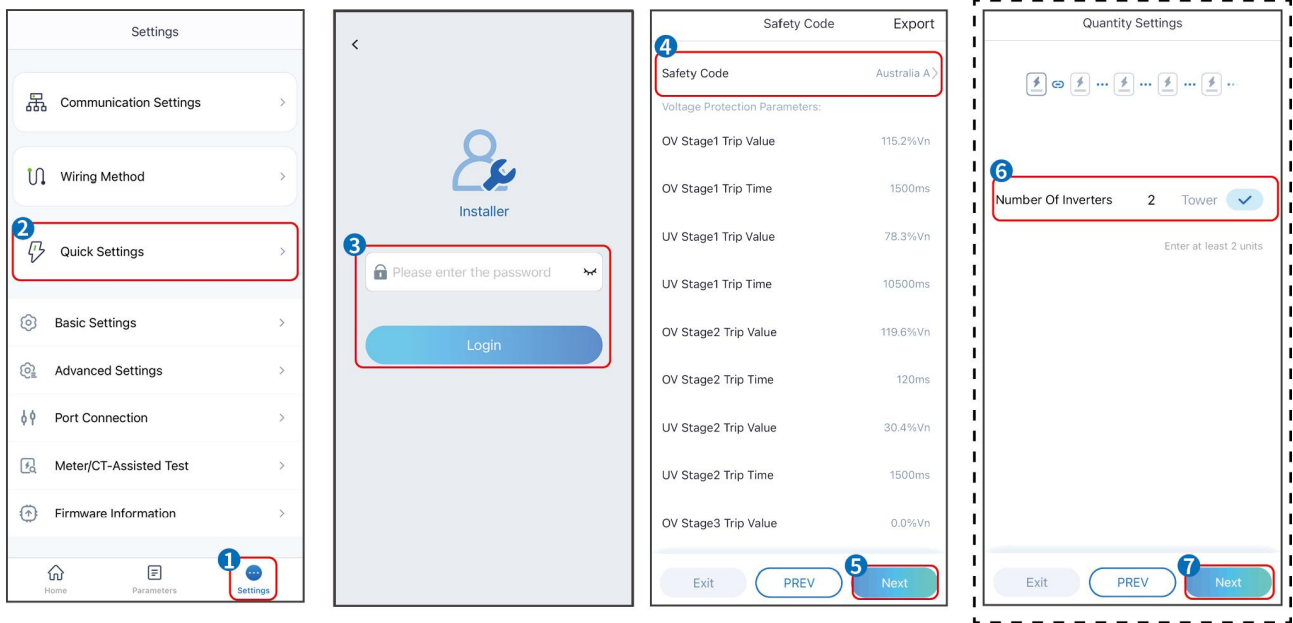 Settings
Communication Settings
Wiring Method
2
Quick Settings
Basic Settings
Advanced Settings
Port Connection
Meter/CT-Assisted Test
Firmware Information
1
Home
Parameters
Settings
Installer
3
Please enter the password
Login
Safety Code Export
4
Safety Code Australia A
Voltage Protection Parameters:
OV Stage1 Trip Value 115.2%Vn
OV Stage1 Trip Time 1500ms
UV Stage1 Trip Value 78.3%Vn
UV Stage1 Trip Time 10500ms
OV Stage2 Trip Value 119.6%Vn
OV Stage2 Trip Time 120ms
UV Stage2 Trip Value 30.4%Vn
UV Stage2 Trip Time 1500ms
OV Stage3 Trip Value 0.0%Vn
5
Exit PREV Next
Quantity Settings
6
Number Of Inverters 2 Tower
Enter at least 2 units
7
Exit PREV Next